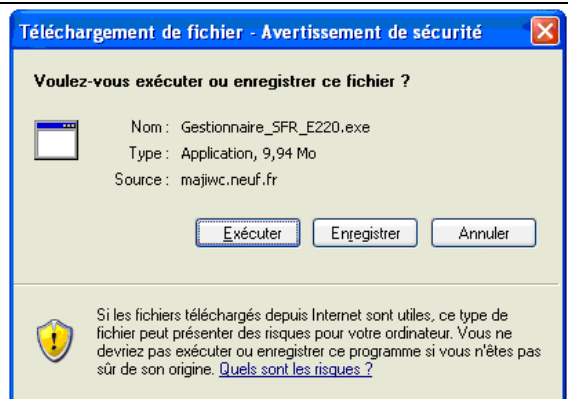 Téléchargement de fichier - Avertissement de sécurité
Voulez-vous exécuter ou enregistrer ce fichier ?
Nom : Gestionnaire_SFR_E220.exe
Type : Application, 9,94 Mo
Source : majiwc.neuf.fr
Exécuter Enregistrer Annuler
Si les fichiers téléchargés depuis Internet sont utiles, ce type de
fichier peut présenter des risques pour votre ordinateur. Vous ne
devriez pas exécuter ou enregistrer ce programme si vous n'êtes pas
sûr de son origine. Quels sont les risques ?